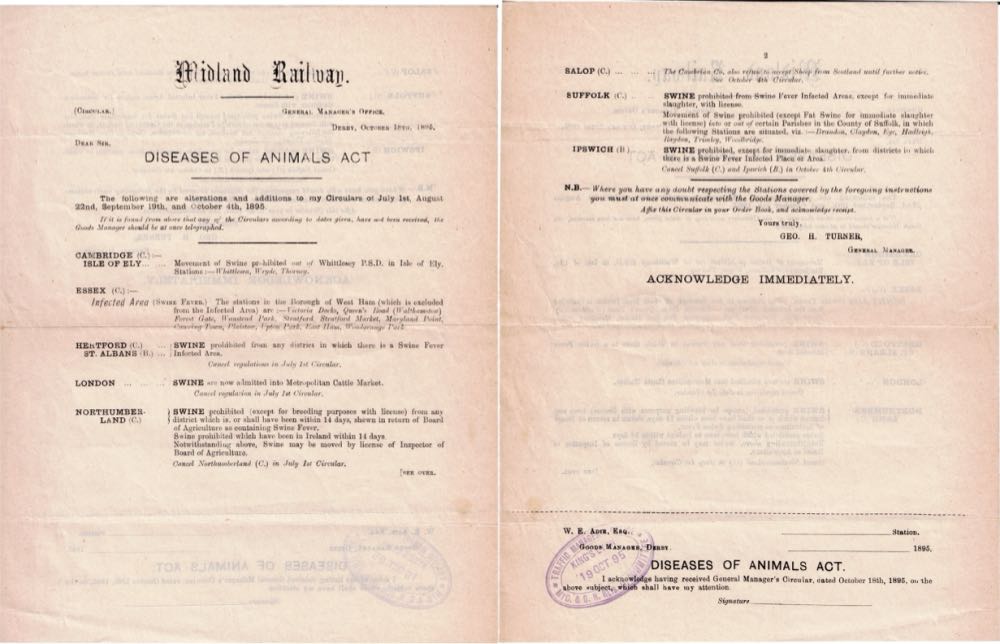 Midland Railway.
(Circular.)
General Manager's Office,
Derby, October 18th, 1895.
Dear Sir,
DISEASES OF ANIMALS ACT
The following are alterations and additions to my Circulars of July 1st, August
22nd, September 19th, and October 4th, 1895.
If it is found from above that any of the Circulars according to dates given, have not been received, the
Goods Manager should be at once telegraphed.
CAMBRIDGE (C.) :—
ISLE OF ELY... ... Movement of Swine prohibited out of Whittlesey P.S.D. in Isle of Ely.
Stations :—Whittlesea, Wryde, Thorney.
ESSEX (C.) :—
Infected Area (Swine Fever.) The stations in the Borough of West Ham (which is excluded
from the Infected Area) are :—Victoria Docks, Queen's Road (Walthamstow)
Forest Gate, Wanstead Park, Stratford, Stratford Market, Maryland Point,
Canning Town, Plaistow, Upton Park, East Ham, Woodgrange Park.
HERTFORD (C.) ... SWINE prohibited from any district in which there is a Swine Fever
ST. ALBANS (B.) ... Infected Area.
Cancel regulations in July 1st Circular.
LONDON ... ... ... SWINE are now admitted into Metropolitan Cattle Market.
Cancel regulation in July 1st Circular.
NORTHUMBER- SWINE prohibited (except for breeding purposes with license) from any
LAND (C.) district which is, or shall have been within 14 days, shewn in return of Board
of Agriculture as containing Swine Fever.
Swine prohibited which have been in Ireland within 14 days
Notwithstanding above, Swine may be moved by license of Inspector of
Board of Agriculture.
Cancel Northumberland (C.) in July 1st Circular.
[SEE OVER.
2
SALOP (C.) ... ... ... The Cambrian Co. also refuse to accept Sheep from Scotland until further notice.
See October 4th Circular.
SUFFOLK (C.) ... SWINE prohibited from Swine Fever Infected Areas, except for immediate
slaughter, with license.
Movement of Swine prohibited (except Fat Swine for immediate slaughter
with license) into or out of certain Parishes in the County of Suffolk, in which
the following Stations are situated, viz. :—Brandon, Claydon, Eye, Hadleigh,
Haydon, Trimley, Woodbridge.
IPSWICH (B.) ... SWINE prohibited, except for immediate slaughter, from districts in which
there is a Swine Fever Infected Place or Area.
Cancel Suffolk (C.) and Ipswich (B.) in October 4th Circular.
N.B.—Where you have any doubt respecting the Stations covered by the foregoing instructions
you must at once communicate with the Goods Manager.
Affix this Circular in your Order Book, and acknowledge receipt.
Yours truly,
GEO. H. TURNER,
General Manager.
ACKNOWLEDGE IMMEDIATELY.
W. E. Adie, Esq., Station.
Goods Manager, Derby. 1895.
DISEASES OF ANIMALS ACT.
I acknowledge having received General Manager's Circular, dated October 18th, 1895, on the
above subject, which shall have my attention.
Signature
TRAFFIC MANAGER
KING'S
19 OCT. 95